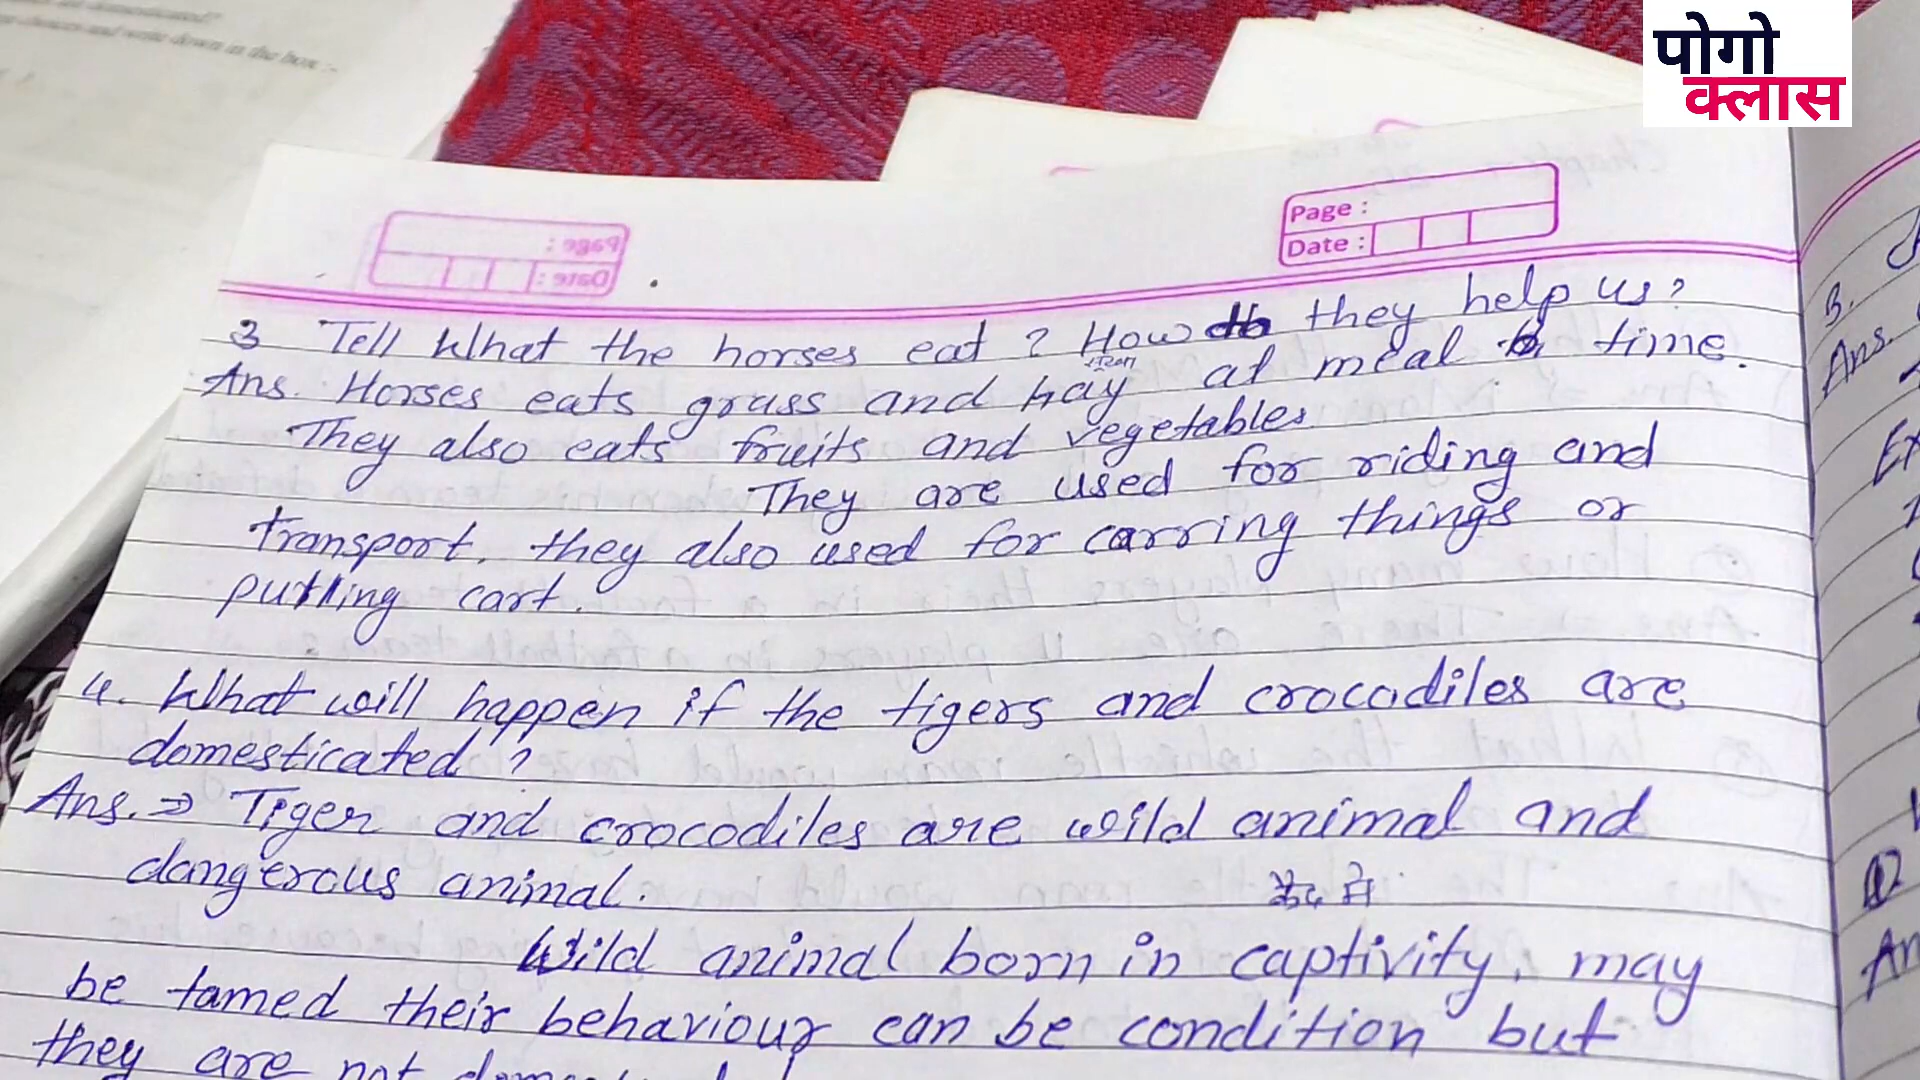 पोगो
क्लास
Page :
Date :
3 Tell What the horses eat ? How they help us?
Ans. Horses eats grass and hay at meal time.
They also eats fruits and vegetables
They are used for riding and
transport, they also used for carring things or
putling cart.
4. What will happen if the tigers and crocodiles are
domesticated?
Ans. ⇒ Tiger and crocodiles are wild animal and
dangerous animal.
कैद में
Wild animal born in captivity, may
be tamed their behaviour can be condition but
they are not
3.
Ans.